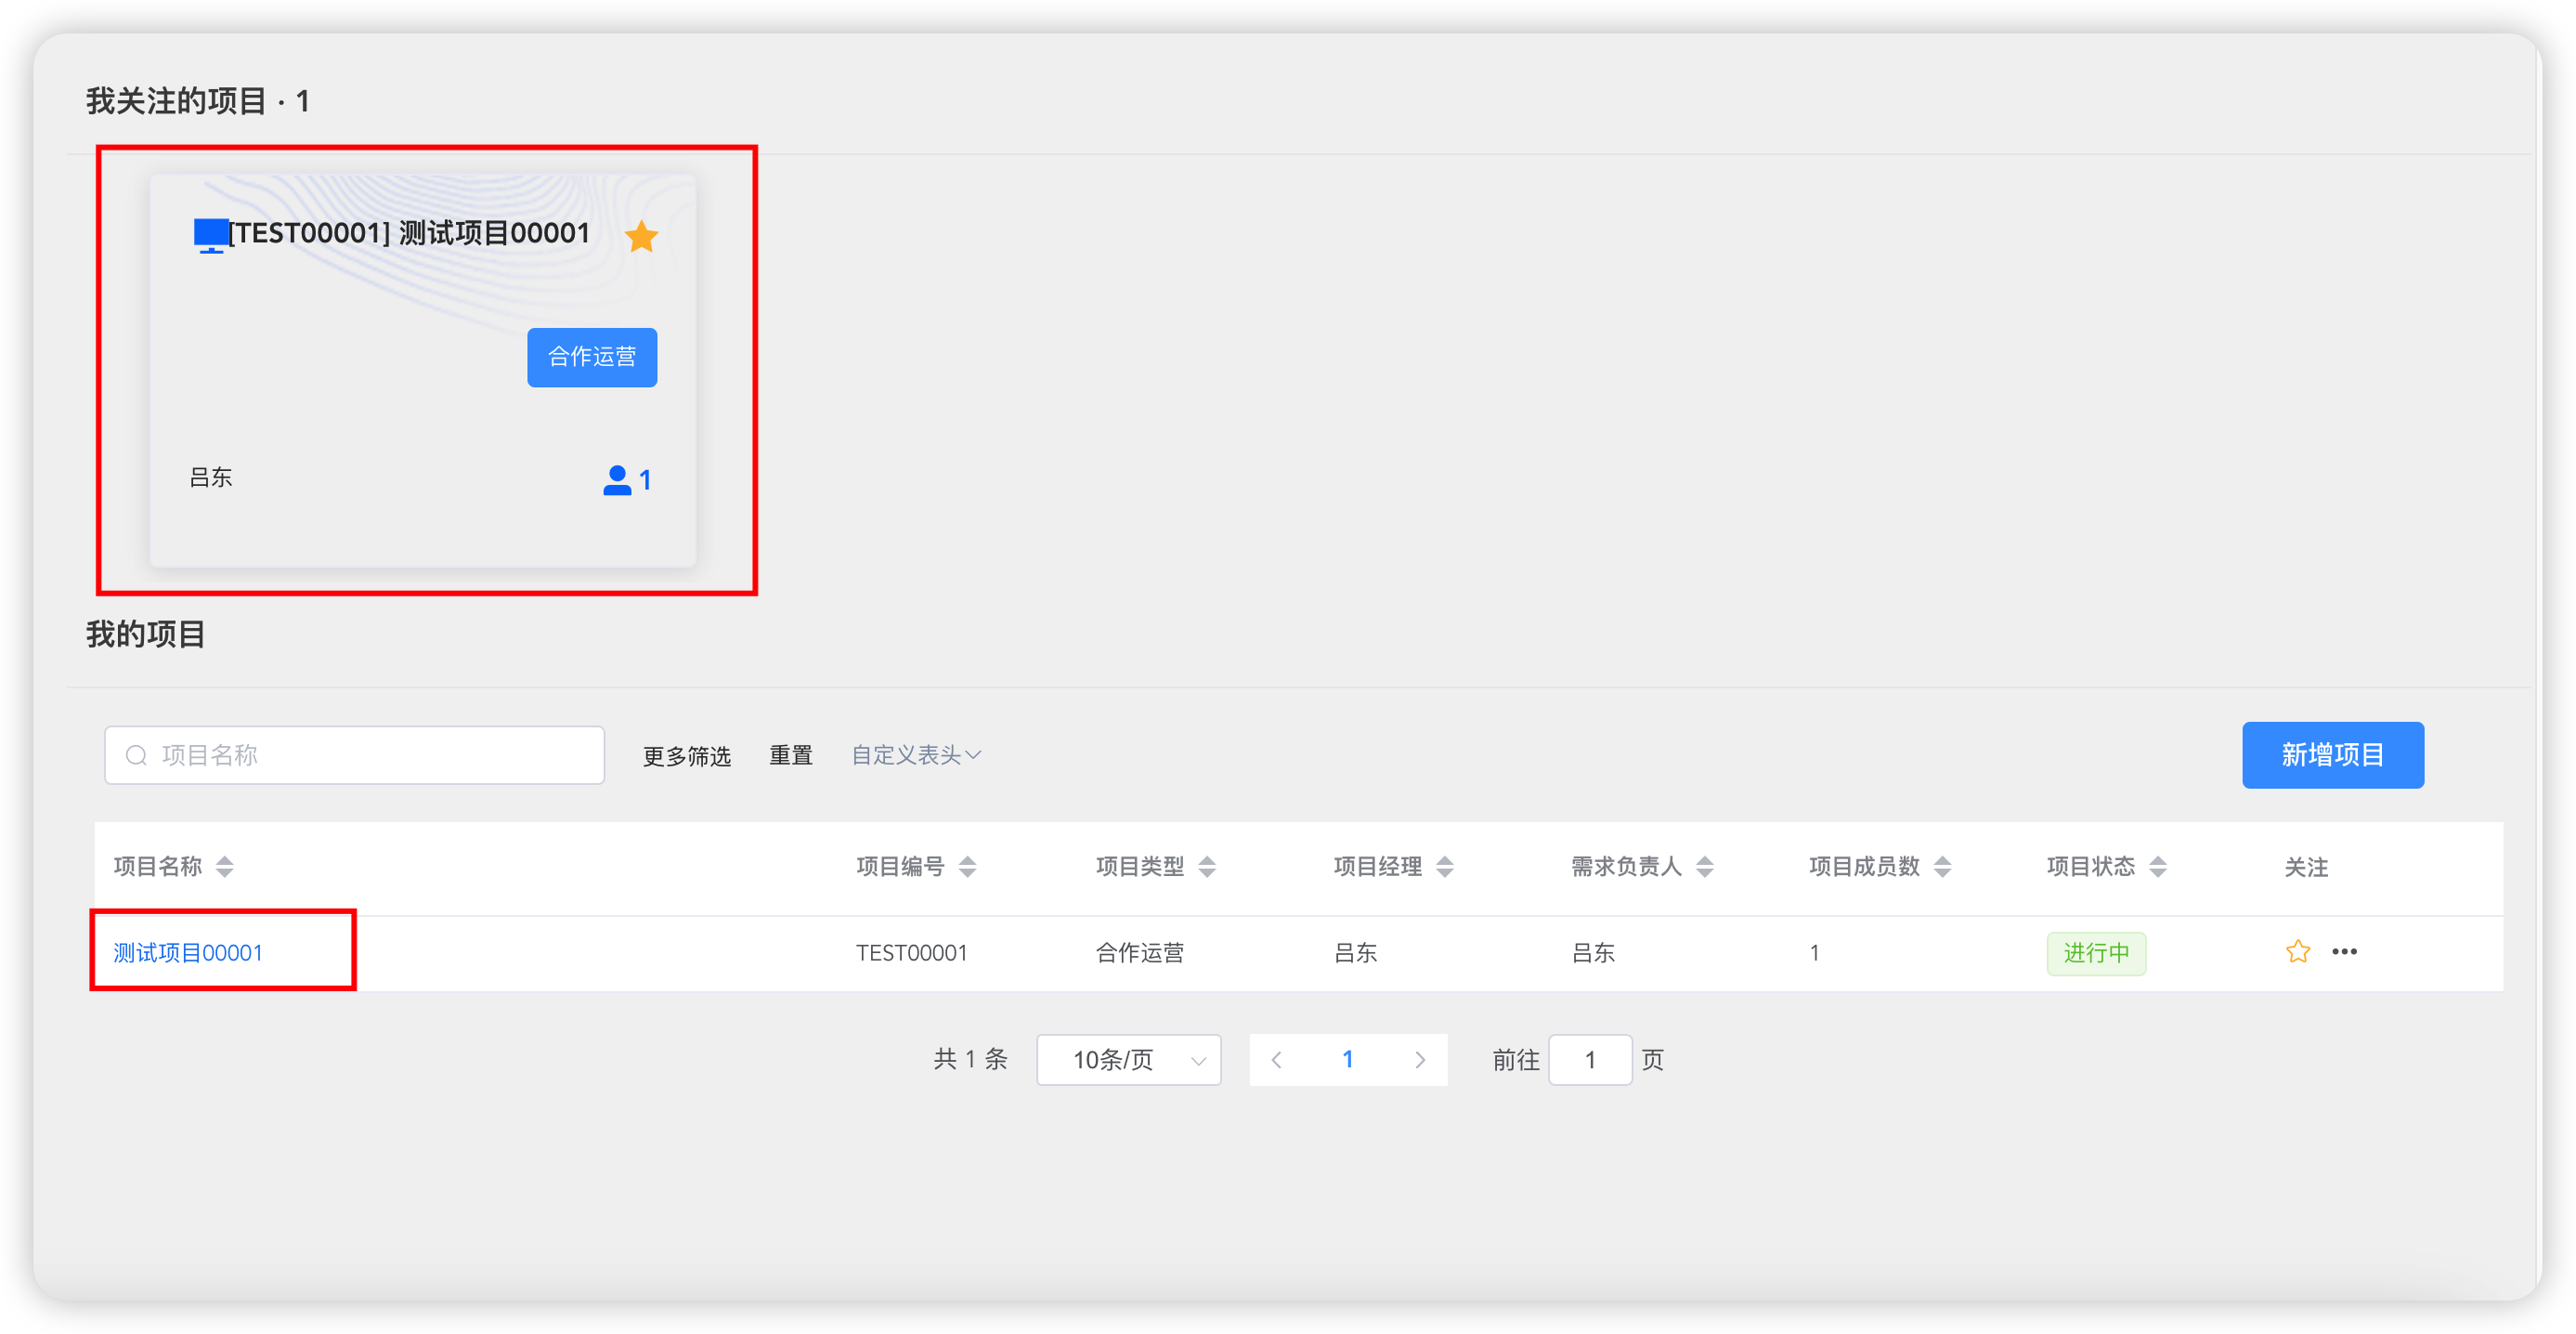 我关注的项目 · 1
[TEST00001] 测试项目00001
合作运营
吕东 1
我的项目
项目名称 更多筛选 重置 自定义表头 新增项目
项目名称 项目编号 项目类型 项目经理 需求负责人 项目成员数 项目状态 关注
测试项目00001 TEST00001 合作运营 吕东 吕东 1 进行中
共 1 条 10条/页 1 前往 1 页